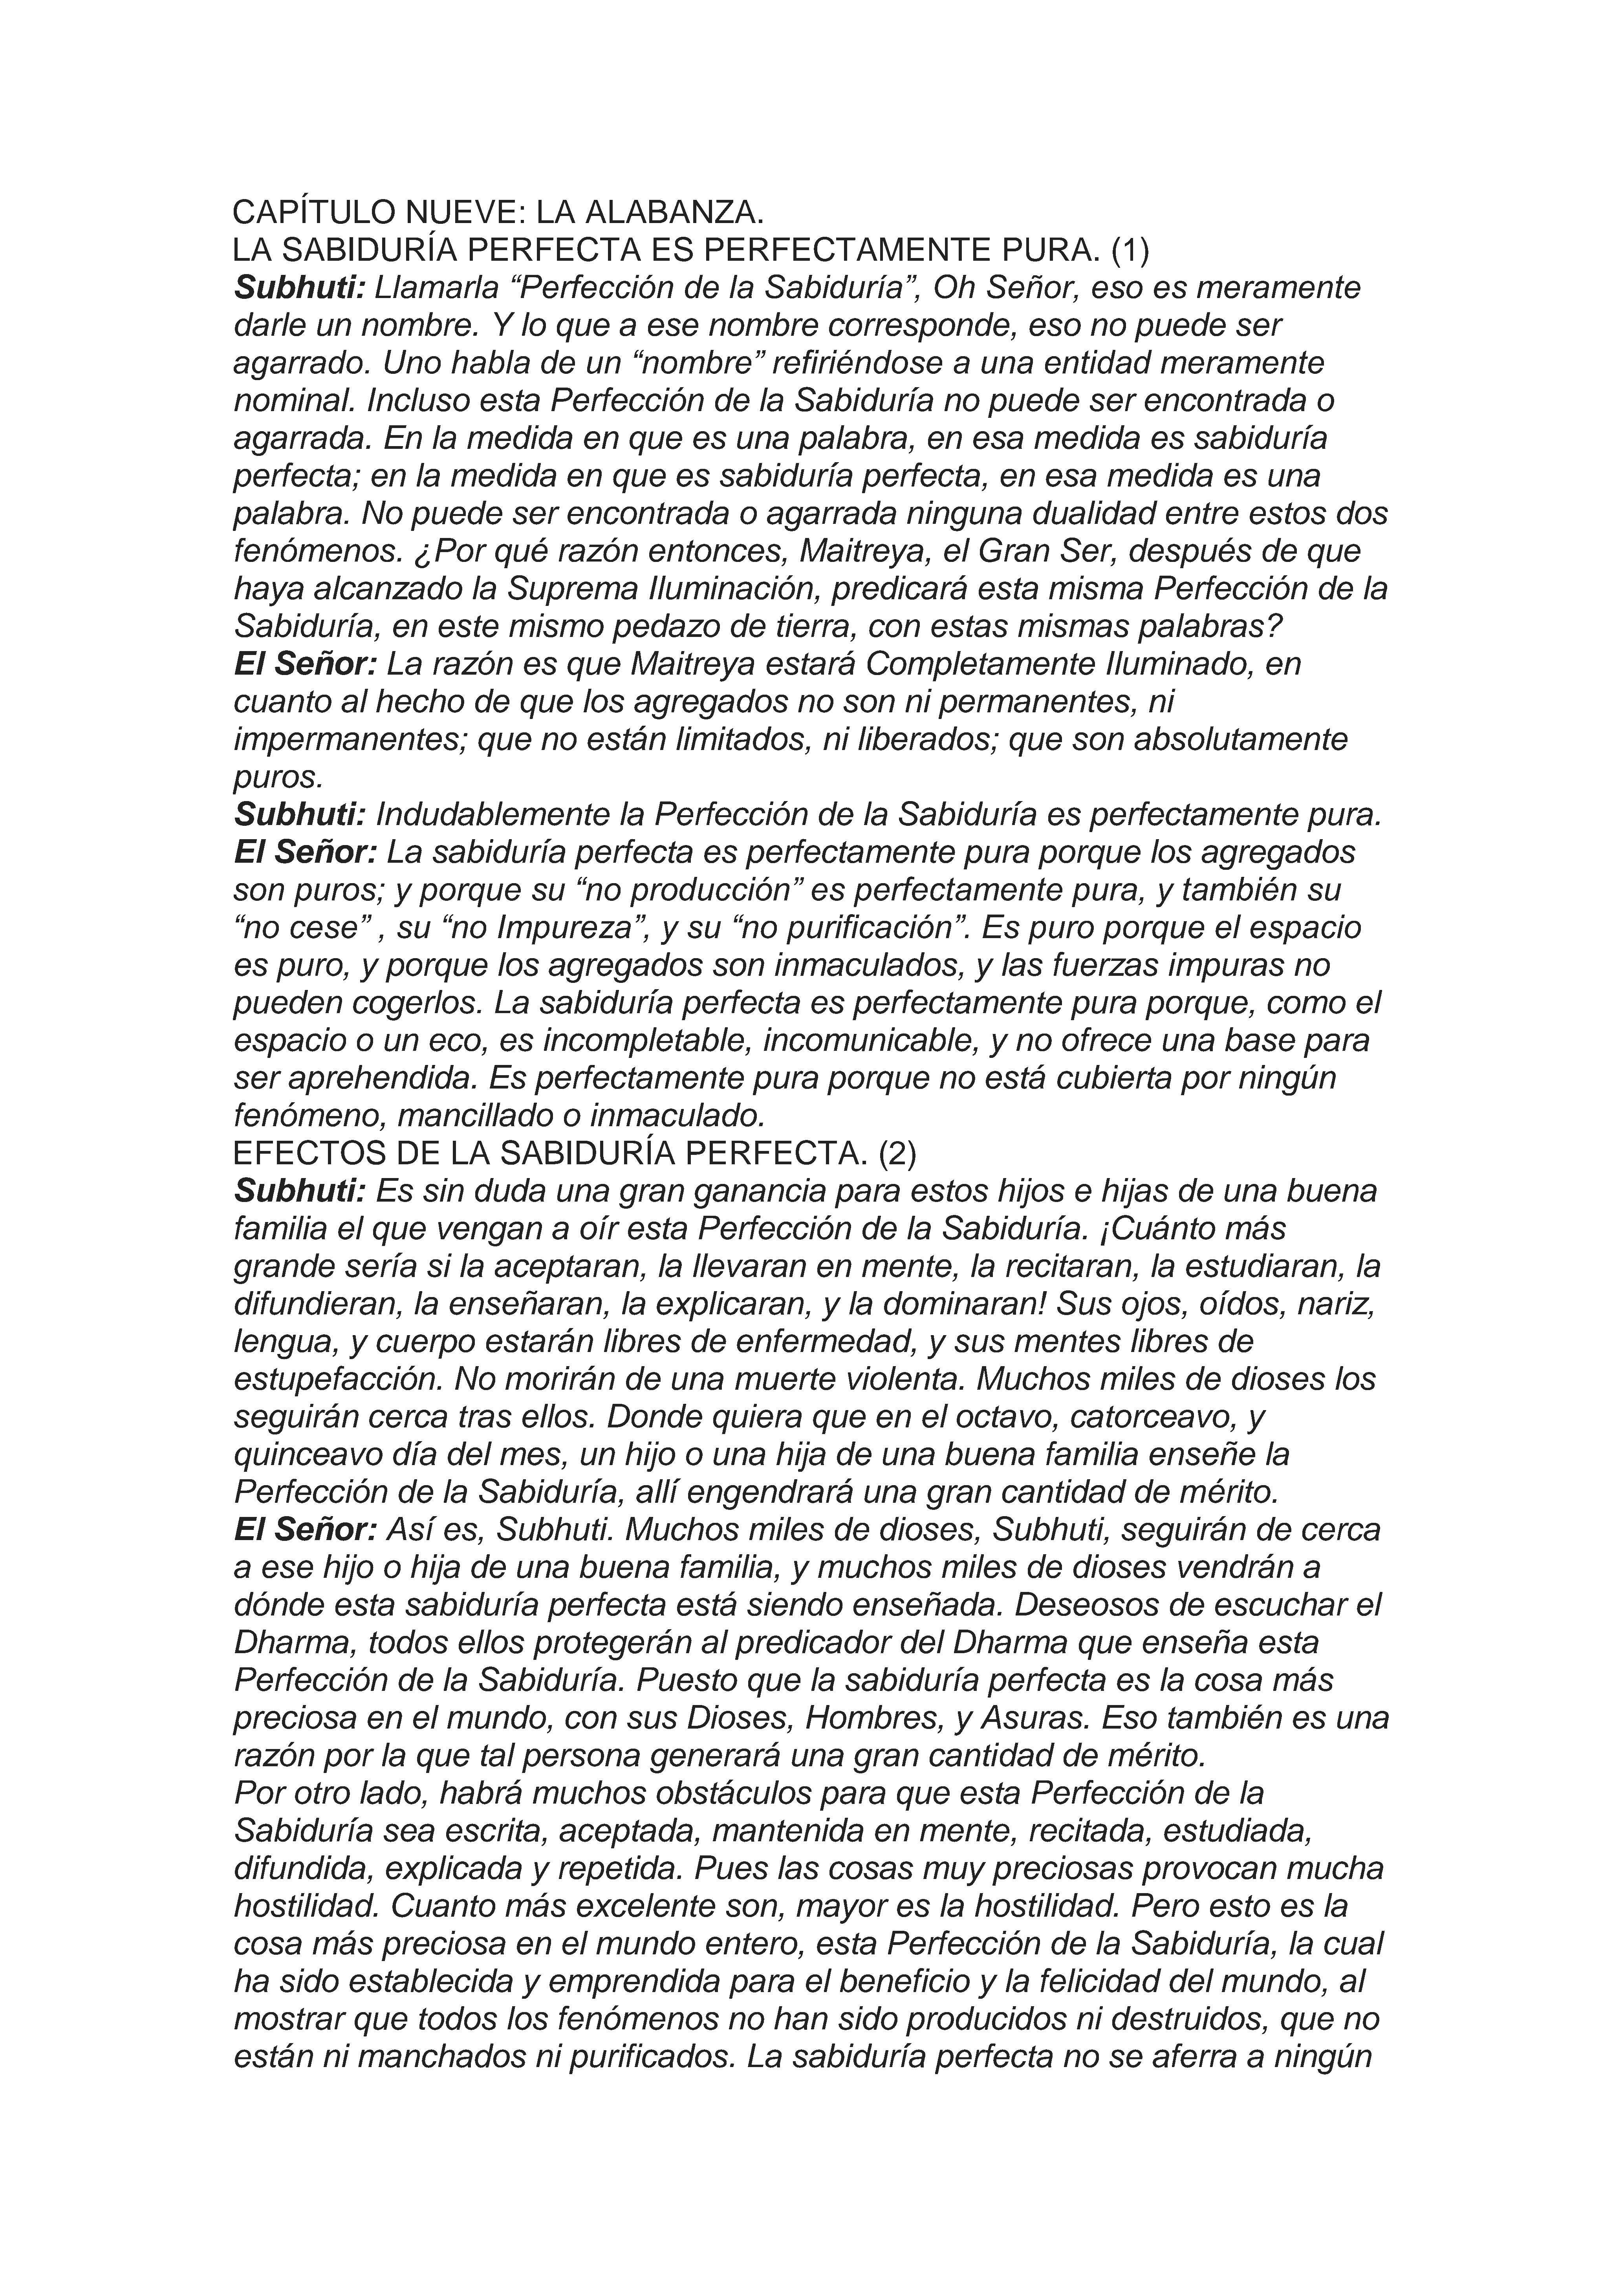 CAPÍTULO NUEVE: LA ALABANZA.
LA SABIDURÍA PERFECTA ES PERFECTAMENTE PURA. (1)
Subhuti: Llamarla “Perfección de la Sabiduría”, Oh Señor, eso es meramente
darle un nombre. Y lo que a ese nombre corresponde, eso no puede ser
agarrado. Uno habla de un “nombre” refiriéndose a una entidad meramente
nominal. Incluso esta Perfección de la Sabiduría no puede ser encontrada o
agarrada. En la medida en que es una palabra, en esa medida es sabiduría
perfecta; en la medida en que es sabiduría perfecta, en esa medida es una
palabra. No puede ser encontrada o agarrada ninguna dualidad entre estos dos
fenómenos. ¿Por qué razón entonces, Maitreya, el Gran Ser, después de que
haya alcanzado la Suprema Iluminación, predicará esta misma Perfección de la
Sabiduría, en este mismo pedazo de tierra, con estas mismas palabras?
El Señor: La razón es que Maitreya estará Completamente Iluminado, en
cuanto al hecho de que los agregados no son ni permanentes, ni
impermanentes; que no están limitados, ni liberados; que son absolutamente
puros.
Subhuti: Indudablemente la Perfección de la Sabiduría es perfectamente pura.
El Señor: La sabiduría perfecta es perfectamente pura porque los agregados
son puros; y porque su “no producción” es perfectamente pura, y también su
“no cese” , su “no Impureza”, y su “no purificación”. Es puro porque el espacio
es puro, y porque los agregados son inmaculados, y las fuerzas impuras no
pueden cogerlos. La sabiduría perfecta es perfectamente pura porque, como el
espacio o un eco, es incompletable, incomunicable, y no ofrece una base para
ser aprehendida. Es perfectamente pura porque no está cubierta por ningún
fenómeno, mancillado o inmaculado.
EFECTOS DE LA SABIDURÍA PERFECTA. (2)
Subhuti: Es sin duda una gran ganancia para estos hijos e hijas de una buena
familia el que vengan a oír esta Perfección de la Sabiduría. ¡Cuánto más
grande sería si la aceptaran, la llevaran en mente, la recitaran, la estudiaran, la
difundieran, la enseñaran, la explicaran, y la dominaran! Sus ojos, oídos, nariz,
lengua, y cuerpo estarán libres de enfermedad, y sus mentes libres de
estupefacción. No morirán de una muerte violenta. Muchos miles de dioses los
seguirán cerca tras ellos. Donde quiera que en el octavo, catorceavo, y
quinceavo día del mes, un hijo o una hija de una buena familia enseñe la
Perfección de la Sabiduría, allí engendrará una gran cantidad de mérito.
El Señor: Así es, Subhuti. Muchos miles de dioses, Subhuti, seguirán de cerca
a ese hijo o hija de una buena familia, y muchos miles de dioses vendrán a
dónde esta sabiduría perfecta está siendo enseñada. Deseosos de escuchar el
Dharma, todos ellos protegerán al predicador del Dharma que enseña esta
Perfección de la Sabiduría. Puesto que la sabiduría perfecta es la cosa más
preciosa en el mundo, con sus Dioses, Hombres, y Asuras. Eso también es una
razón por la que tal persona generará una gran cantidad de mérito.
Por otro lado, habrá muchos obstáculos para que esta Perfección de la
Sabiduría sea escrita, aceptada, mantenida en mente, recitada, estudiada,
difundida, explicada y repetida. Pues las cosas muy preciosas provocan mucha
hostilidad. Cuanto más excelente son, mayor es la hostilidad. Pero esto es la
cosa más preciosa en el mundo entero, esta Perfección de la Sabiduría, la cual
ha sido establecida y emprendida para el beneficio y la felicidad del mundo, al
mostrar que todos los fenómenos no han sido producidos ni destruidos, que no
están ni manchados ni purificados. La sabiduría perfecta no se aferra a ningún